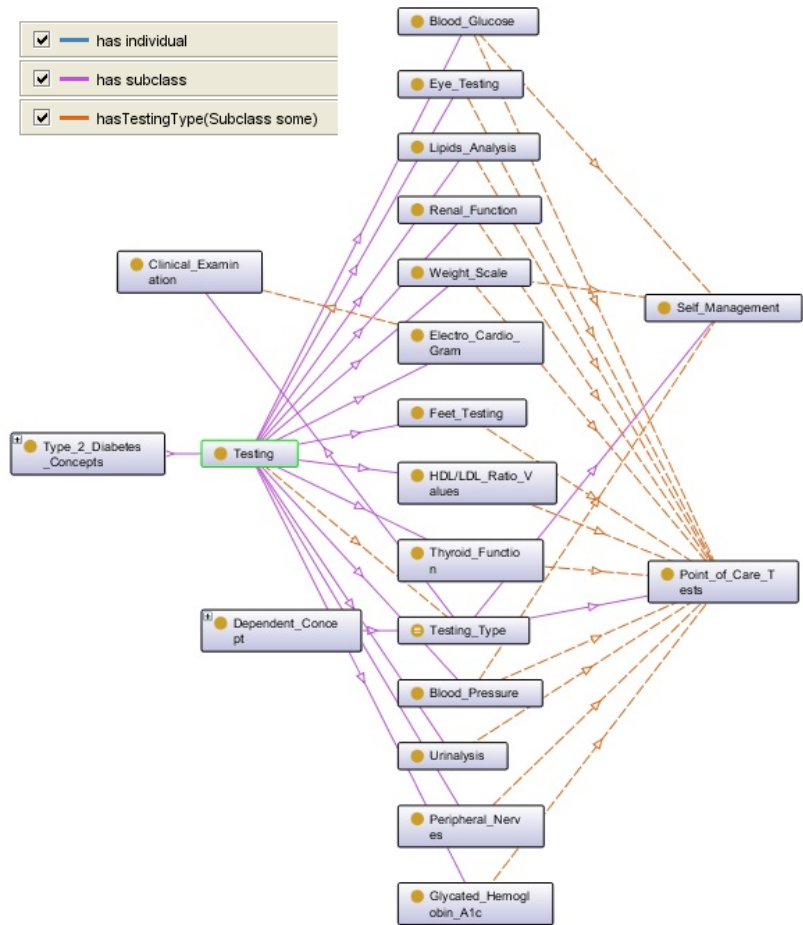 has individual
has subclass
hasTestingType(Subclass some)
Blood_Glucose
Eye_Testing
Lipids_Analysis
Renal_Function
Clinical_Examin
ation
Weight_Scale
Self_Management
Electro_Cardio_
Gram
Feet_Testing
Type_2_Diabetes
_Concepts
Testing
HDL/LDL_Ratio_V
alues
Thyroid_Functio
n
Point_of_Care_T
ests
Dependent_Conce
pt
Testing_Type
Blood_Pressure
Urinalysis
Peripheral_Nerv
es
Glycated_Hemogl
obin_A1c